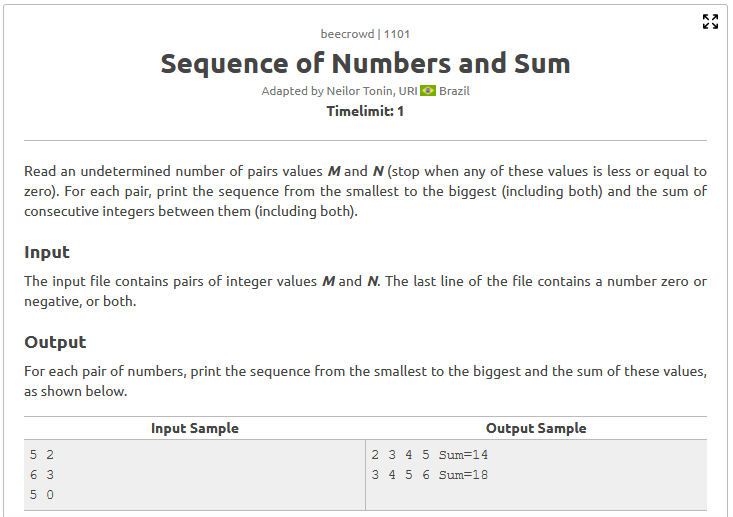 beecrowd | 1101
Sequence of Numbers and Sum
Adapted by Neilor Tonin, URI Brazil
Timelimit: 1
Read an undetermined number of pairs values M and N (stop when any of these values is less or equal to
zero). For each pair, print the sequence from the smallest to the biggest (including both) and the sum of
consecutive integers between them (including both).
Input
The input file contains pairs of integer values M and N. The last line of the file contains a number zero or
negative, or both.
Output
For each pair of numbers, print the sequence from the smallest to the biggest and the sum of these values,
as shown below.
Input Sample Output Sample
5 2 2 3 4 5 Sum=14
6 3 3 4 5 6 Sum=18
5 0